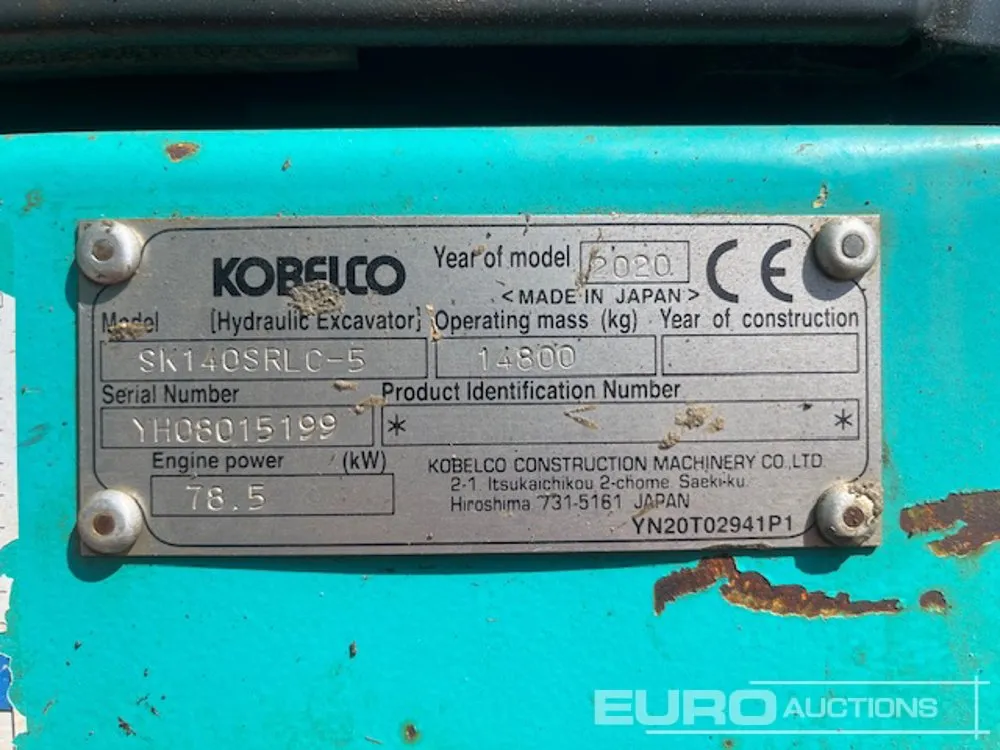 KOBELCO
Year of model 2020
< MADE IN JAPAN >
CE
Model [Hydraulic Excavator] Operating mass (kg) Year of construction
SK140SRLC-5 14800
Serial Number Product Identification Number
YH08015199 * *
Engine power (kW)
78.5
KOBELCO CONSTRUCTION MACHINERY CO.,LTD.
2-1. Itsukaichikou 2-chome. Saeki-ku.
Hiroshima 731-5161 JAPAN
YN20T02941P1
EURO AUCTIONS